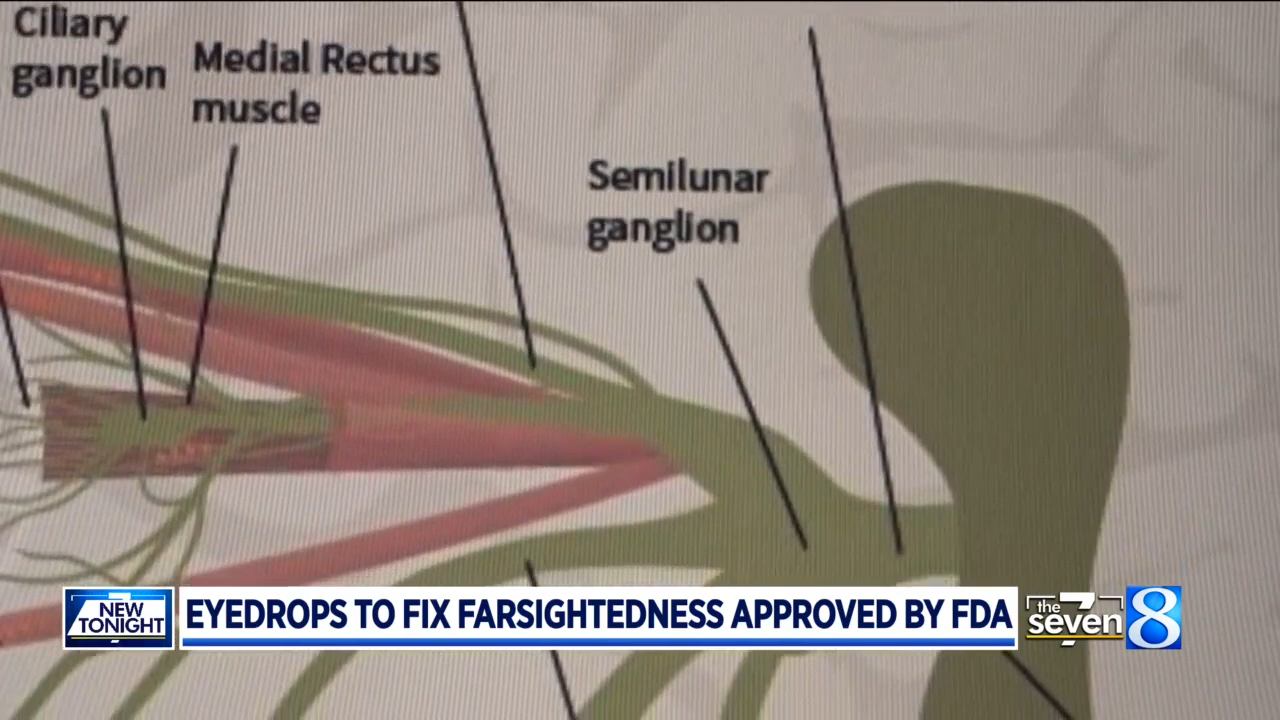 Ciliary
ganglion
Medial Rectus
muscle
Semilunar
ganglion
NEW
TONIGHT
EYEDROPS TO FIX FARSIGHTEDNESS APPROVED BY FDA
the
7
seven
8